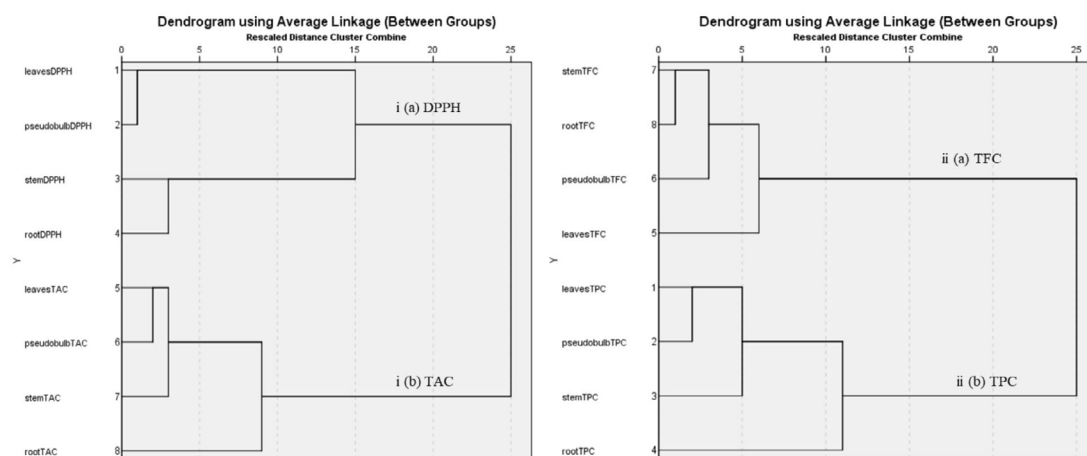 Dendrogram using Average Linkage (Between Groups)
Rescaled Distance Cluster Combine
0 5 10 15 20 25
leavesDPPH 1
i (a) DPPH
pseudobulbDPPH 2
stemDPPH 3
rootDPPH 4
Y
leavesTAC 5
pseudobulbTAC 6
i (b) TAC
stemTAC 7
rootTAC 8
Dendrogram using Average Linkage (Between Groups)
Rescaled Distance Cluster Combine
0 5 10 15 20 25
stemTFC 7
rootTFC 8
ii (a) TFC
pseudobulbTFC 6
leavesTFC 5
Y
leavesTPC 1
pseudobulbTPC 2
ii (b) TPC
stemTPC 3
rootTPC 4